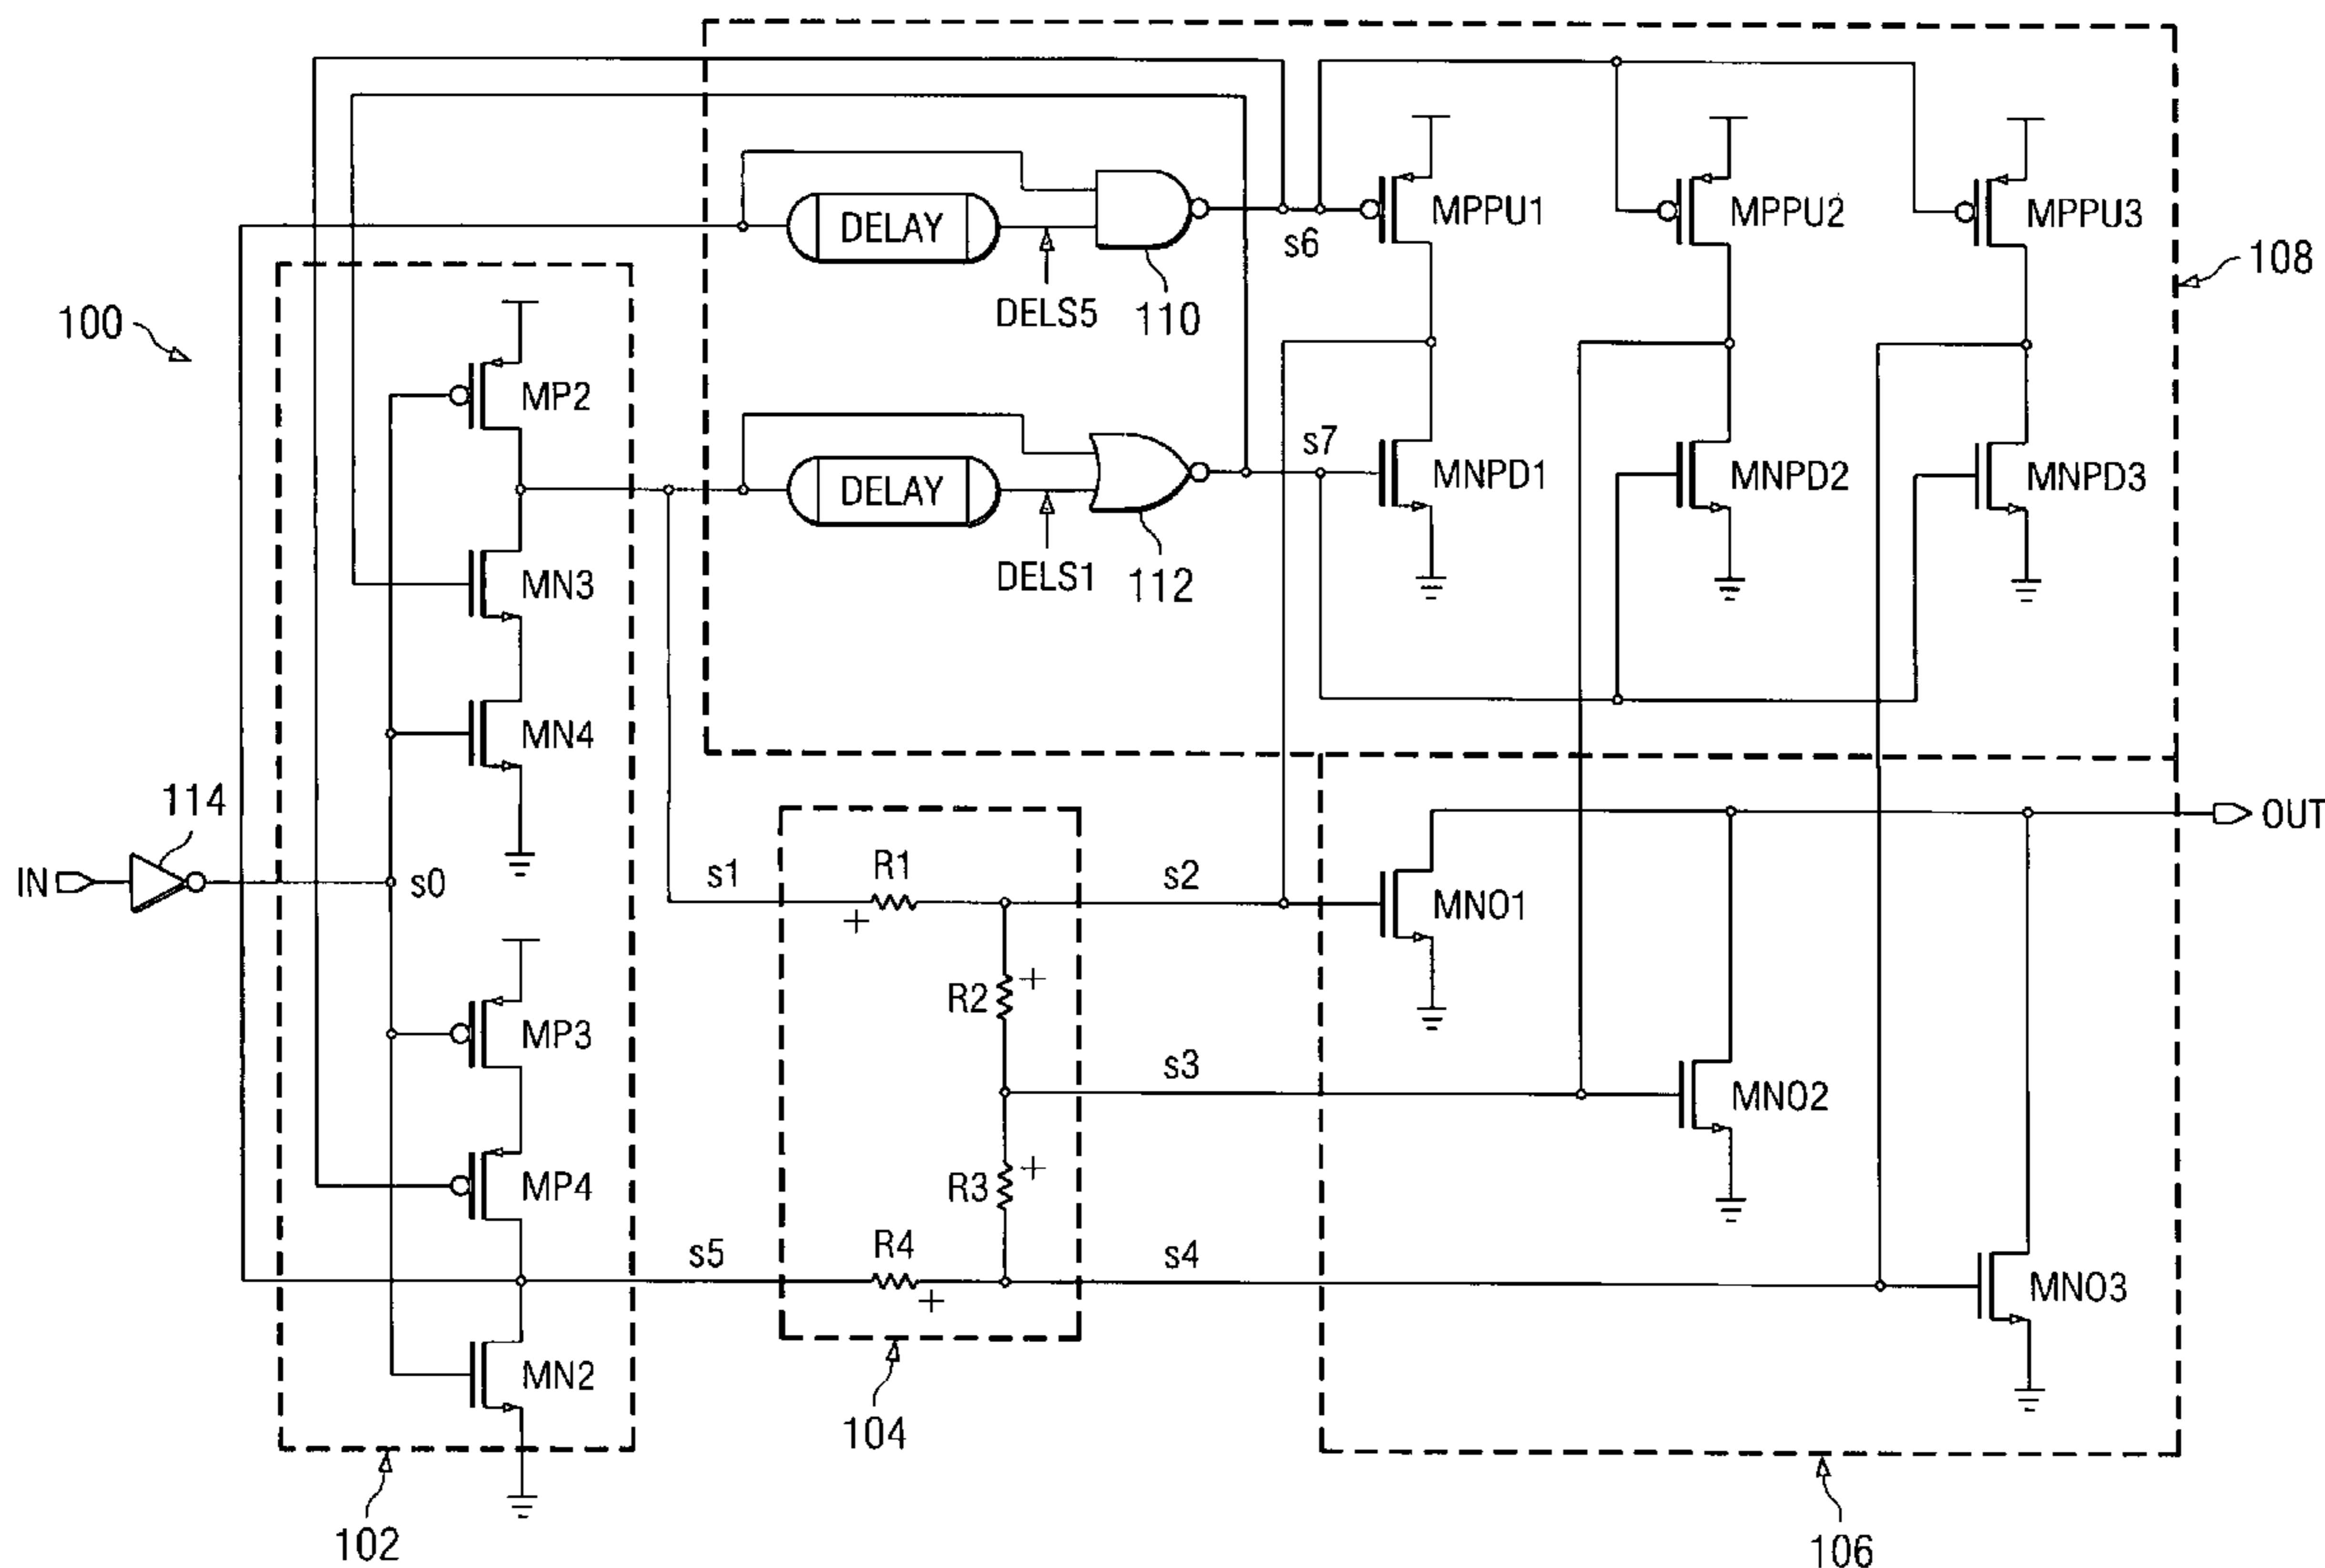 s6
MPPU1
MPPU2
MPPU3
DELAY
DELS5
110
108
100
MP2
s7
MNPD1
MNPD2
MNPD3
DELAY
DELS1
112
MN3
MN4
114
IN
s0
s1
R1
s2
MNO1
OUT
+
R2
+
MP3
s3
MNO2
MP4
R3
+
s5
R4
s4
+
MNO3
MN2
104
102
106